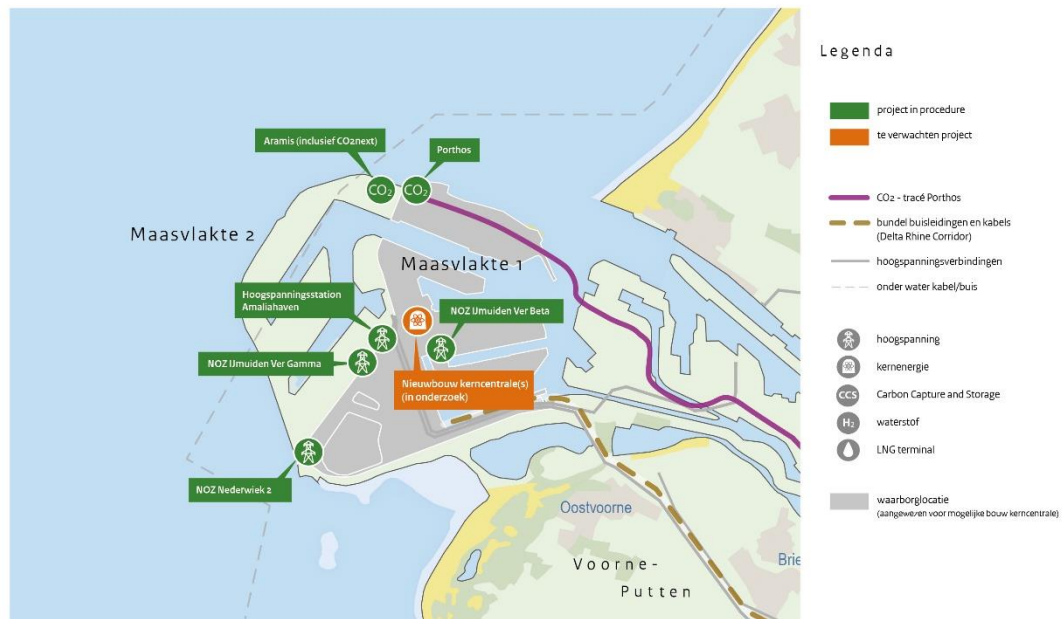 Legenda
project in procedure
te verwachten project
CO2 - tracé Porthos
bundel buisleidingen en kabels
(Delta Rhine Corridor)
hoogspanningsverbindingen
onder water kabel/buis
hoogspanning
kernenergie
CCS
Carbon Capture and Storage
H2
waterstof
LNG terminal
waarborglocatie
(aangewezen voor mogelijke bouw kerncentrale)
Aramis (inclusief CO2next)
Porthos
CO2
CO2
Maasvlakte 2
Maasvlakte 1
Hoogspanningsstation
Amaliahaven
NOZ IJmuiden Ver Beta
NOZ IJmuiden Ver Gamma
Nieuwbouw kerncentrale(s)
(in onderzoek)
NOZ Nederwiek 2
Oostvoorne
Voorne-
Putten
Brie